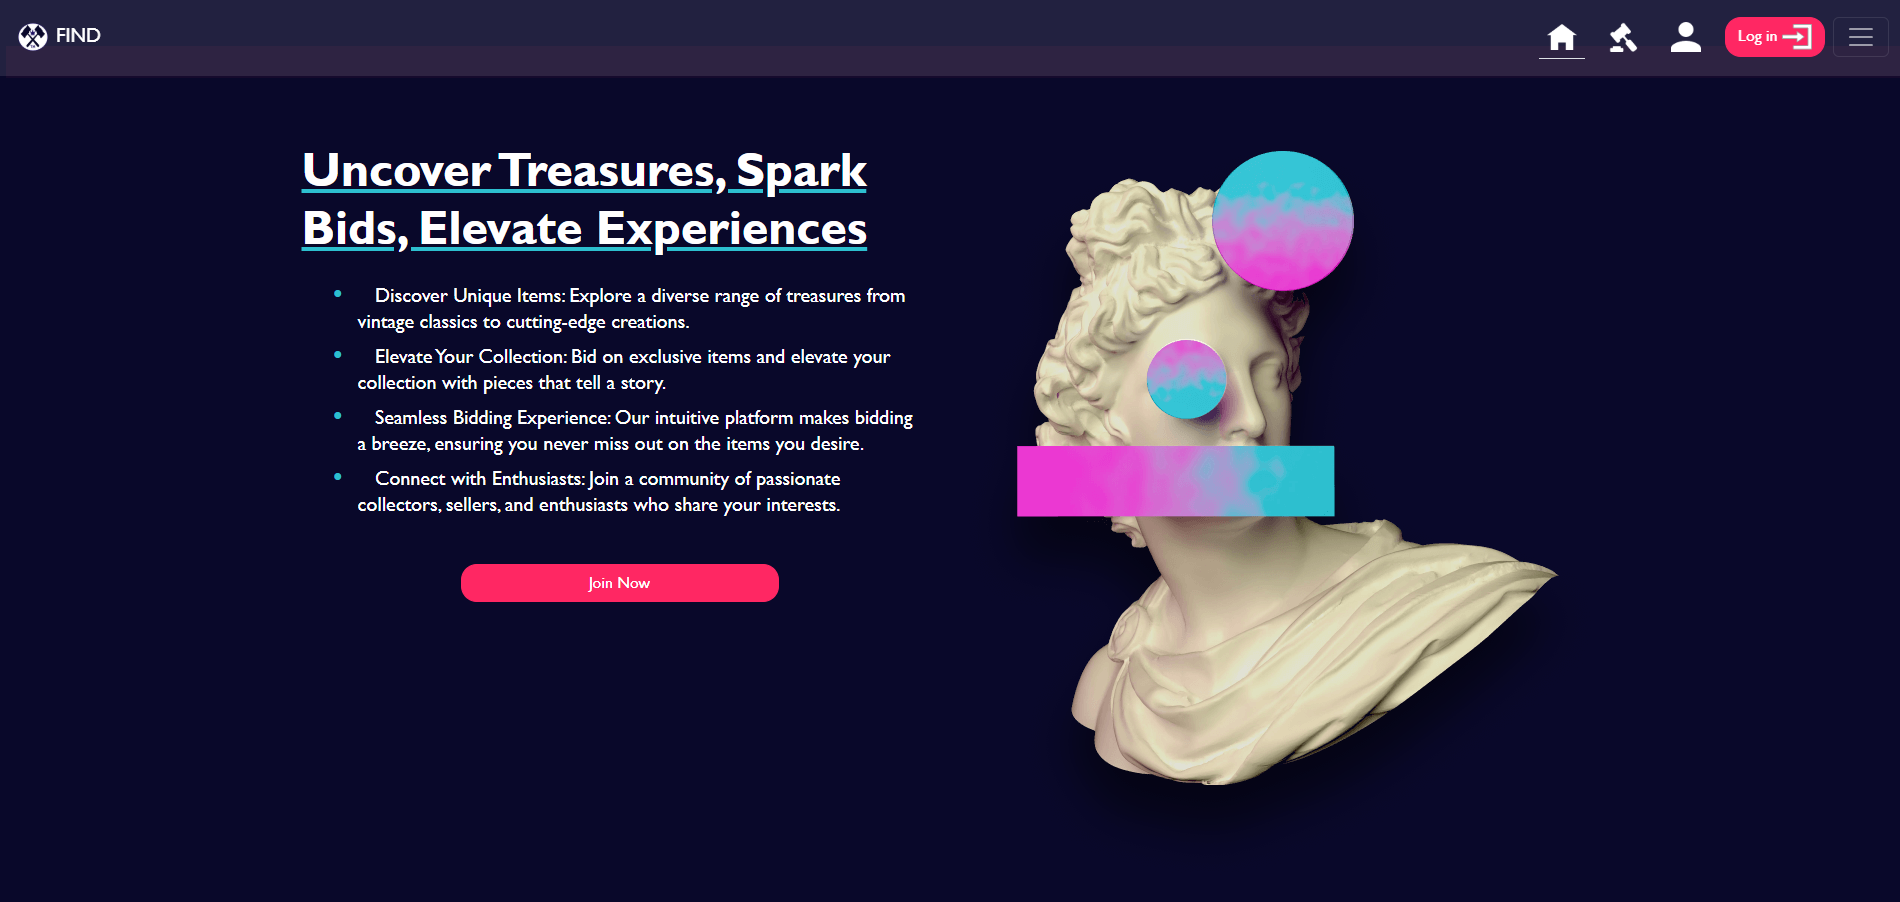 FIND
Log in
Uncover Treasures, Spark
Bids, Elevate Experiences
• Discover Unique Items: Explore a diverse range of treasures from
vintage classics to cutting-edge creations.
• Elevate Your Collection: Bid on exclusive items and elevate your
collection with pieces that tell a story.
• Seamless Bidding Experience: Our intuitive platform makes bidding
a breeze, ensuring you never miss out on the items you desire.
• Connect with Enthusiasts: Join a community of passionate
collectors, sellers, and enthusiasts who share your interests.
Join Now